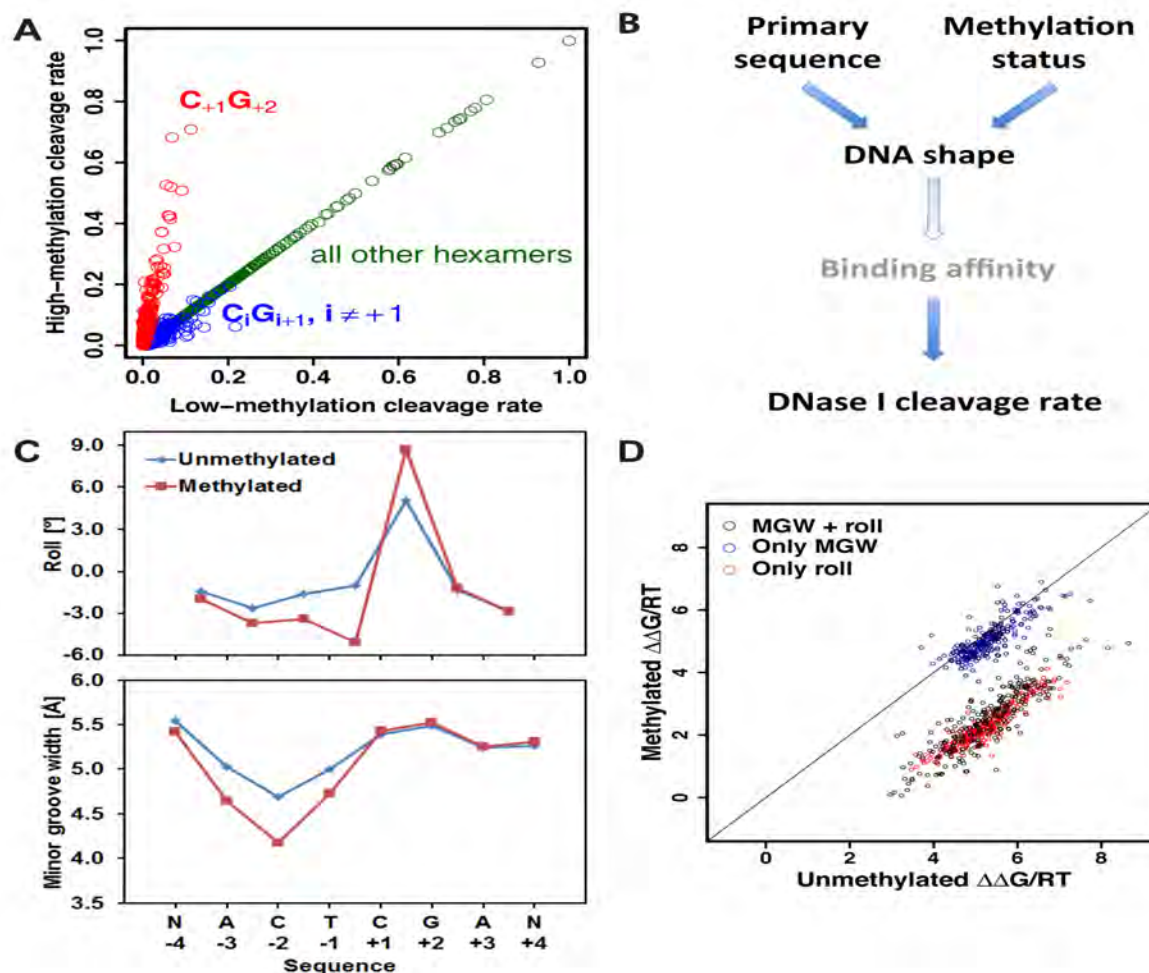 A
High−methylation cleavage rate
1.0
0.8
0.6
0.4
0.2
0.0
C+1G+2
all other hexamers
CiGi+1, i ≠ +1
0.0 0.2 0.4 0.6 0.8 1.0
Low−methylation cleavage rate
B
Primary sequence
Methylation status
DNA shape
Binding affinity
DNase I cleavage rate
C
Roll [º]
9.0
6.0
3.0
0.0
-3.0
-6.0
Unmethylated
Methylated
Minor groove width [Å]
6.0
5.5
5.0
4.5
4.0
3.5
N A C T C G A N
-4 -3 -2 -1 +1 +2 +3 +4
Sequence
D
MGW + roll
Only MGW
Only roll
Methylated ΔΔG/RT
8
6
4
2
0
0 2 4 6 8
Unmethylated ΔΔG/RT